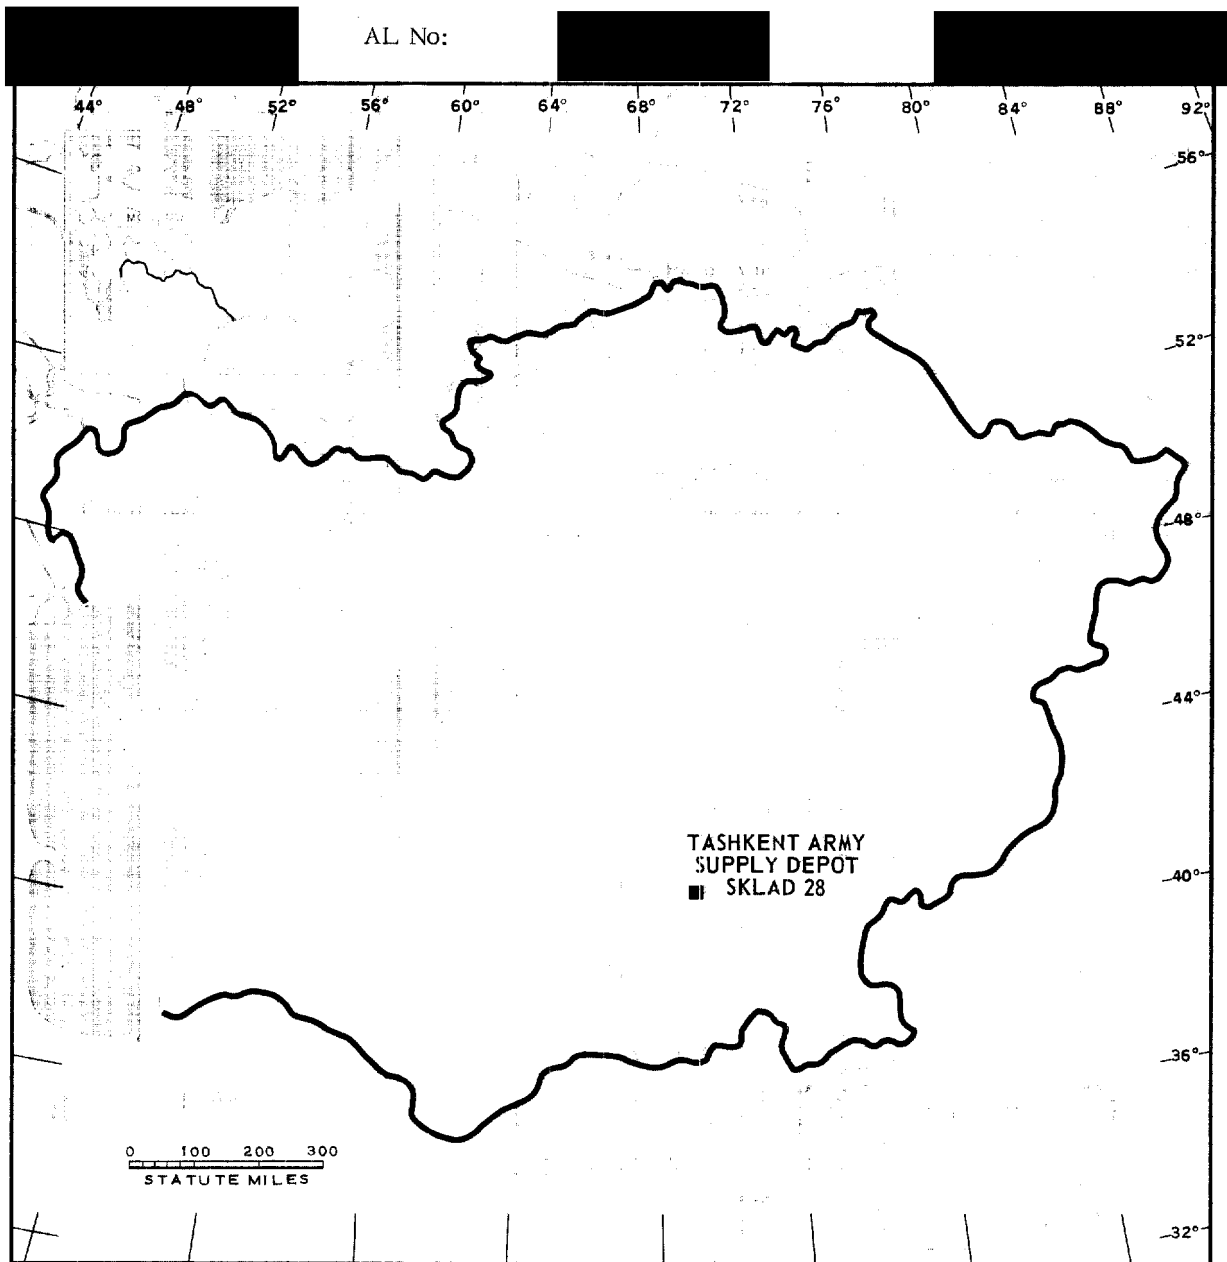 AL No:
44° 48° 52° 56° 60° 64° 68° 72° 76° 80° 84° 88° 92°
56°
52°
48°
44°
TASHKENT ARMY
SUPPLY DEPOT
SKLAD 28
40°
36°
0 100 200 300
STATUTE MILES
32°